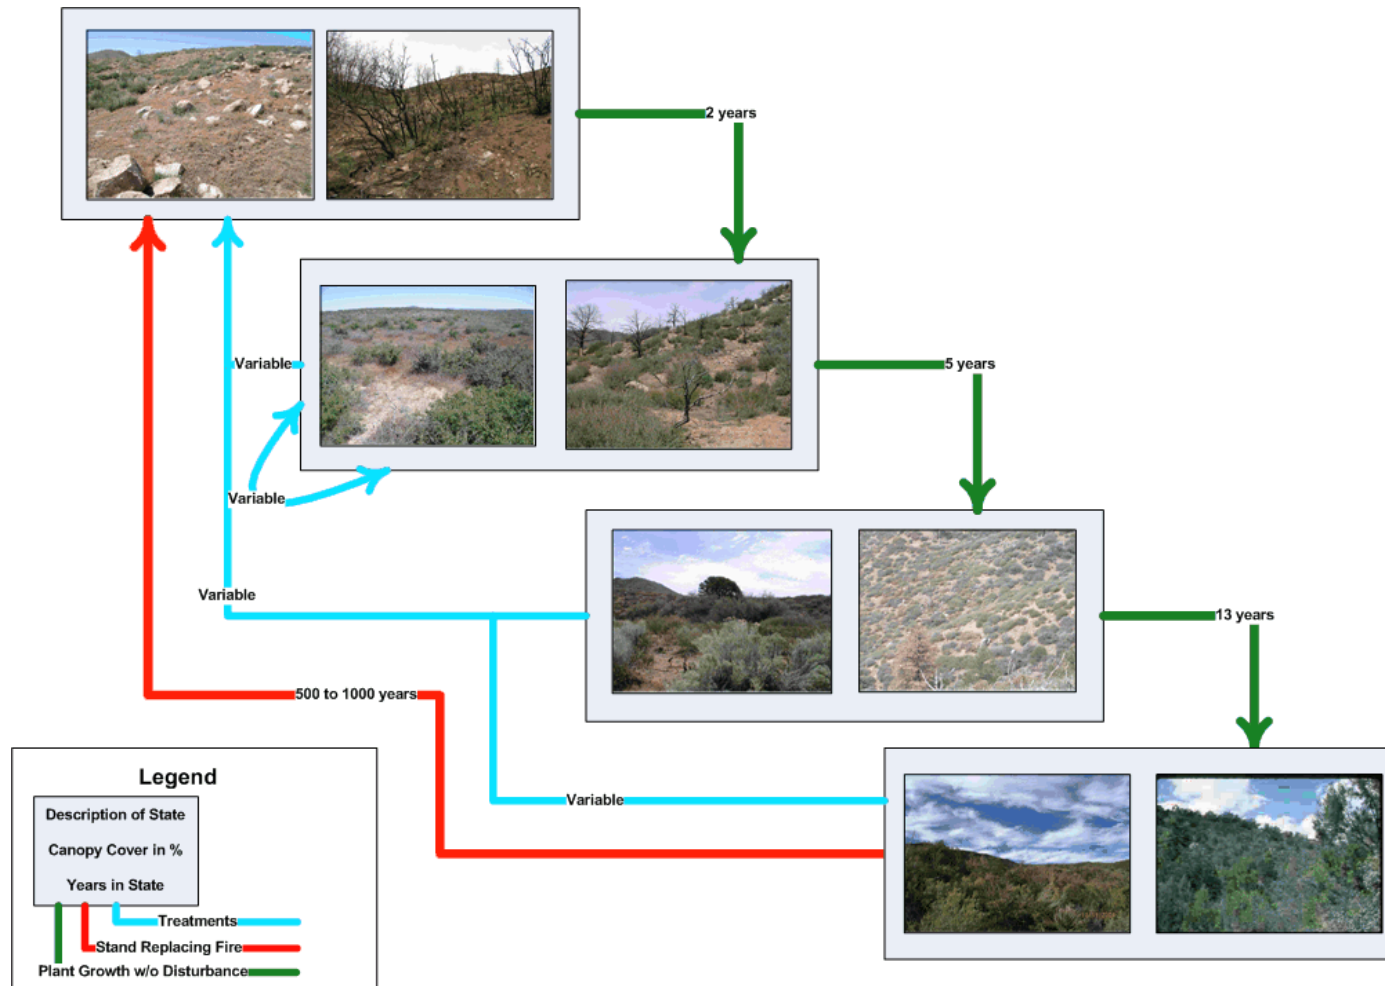 2 years
Variable
5 years
Variable
Variable
13 years
500 to 1000 years
Variable
Legend
Description of State
Canopy Cover in %
Years in State
Treatments
Stand Replacing Fire
Plant Growth w/o Disturbance